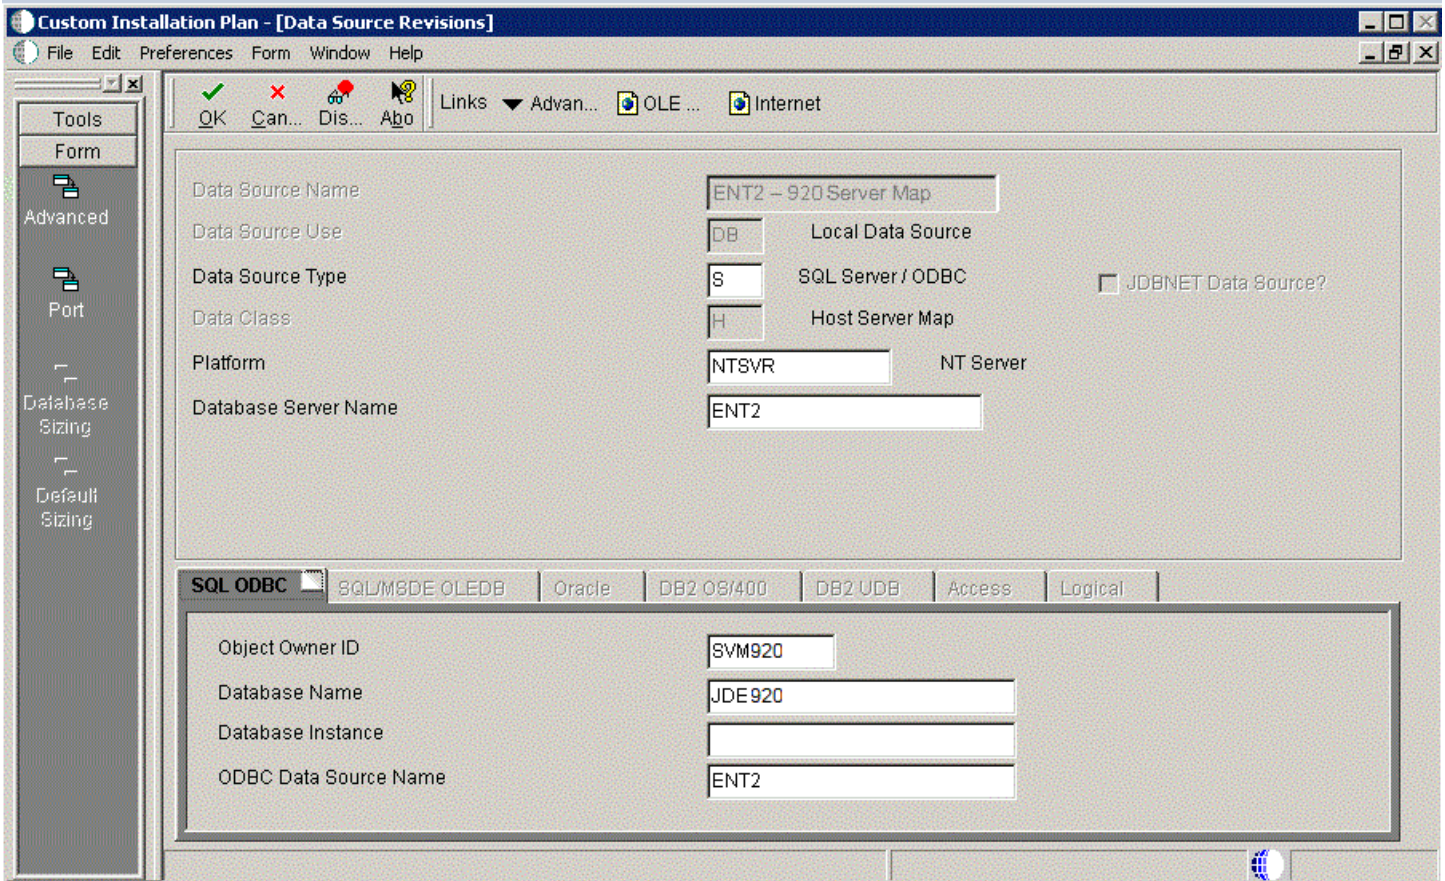 Custom Installation Plan - [Data Source Revisions]
File Edit Preferences Form Window Help
Tools
Form
Advanced
Port
Database
Sizing
Default
Sizing
OK Can... Dis... Abo Links Advan... OLE ... Internet
Data Source Name ENT2 – 920 Server Map
Data Source Use DB Local Data Source
Data Source Type S SQL Server / ODBC JDBNET Data Source?
Data Class H Host Server Map
Platform NTSVR NT Server
Database Server Name ENT2
SQL ODBC SQL/MSDE OLEDB Oracle DB2 OS/400 DB2 UDB Access Logical
Object Owner ID SVM920
Database Name JDE920
Database Instance
ODBC Data Source Name ENT2